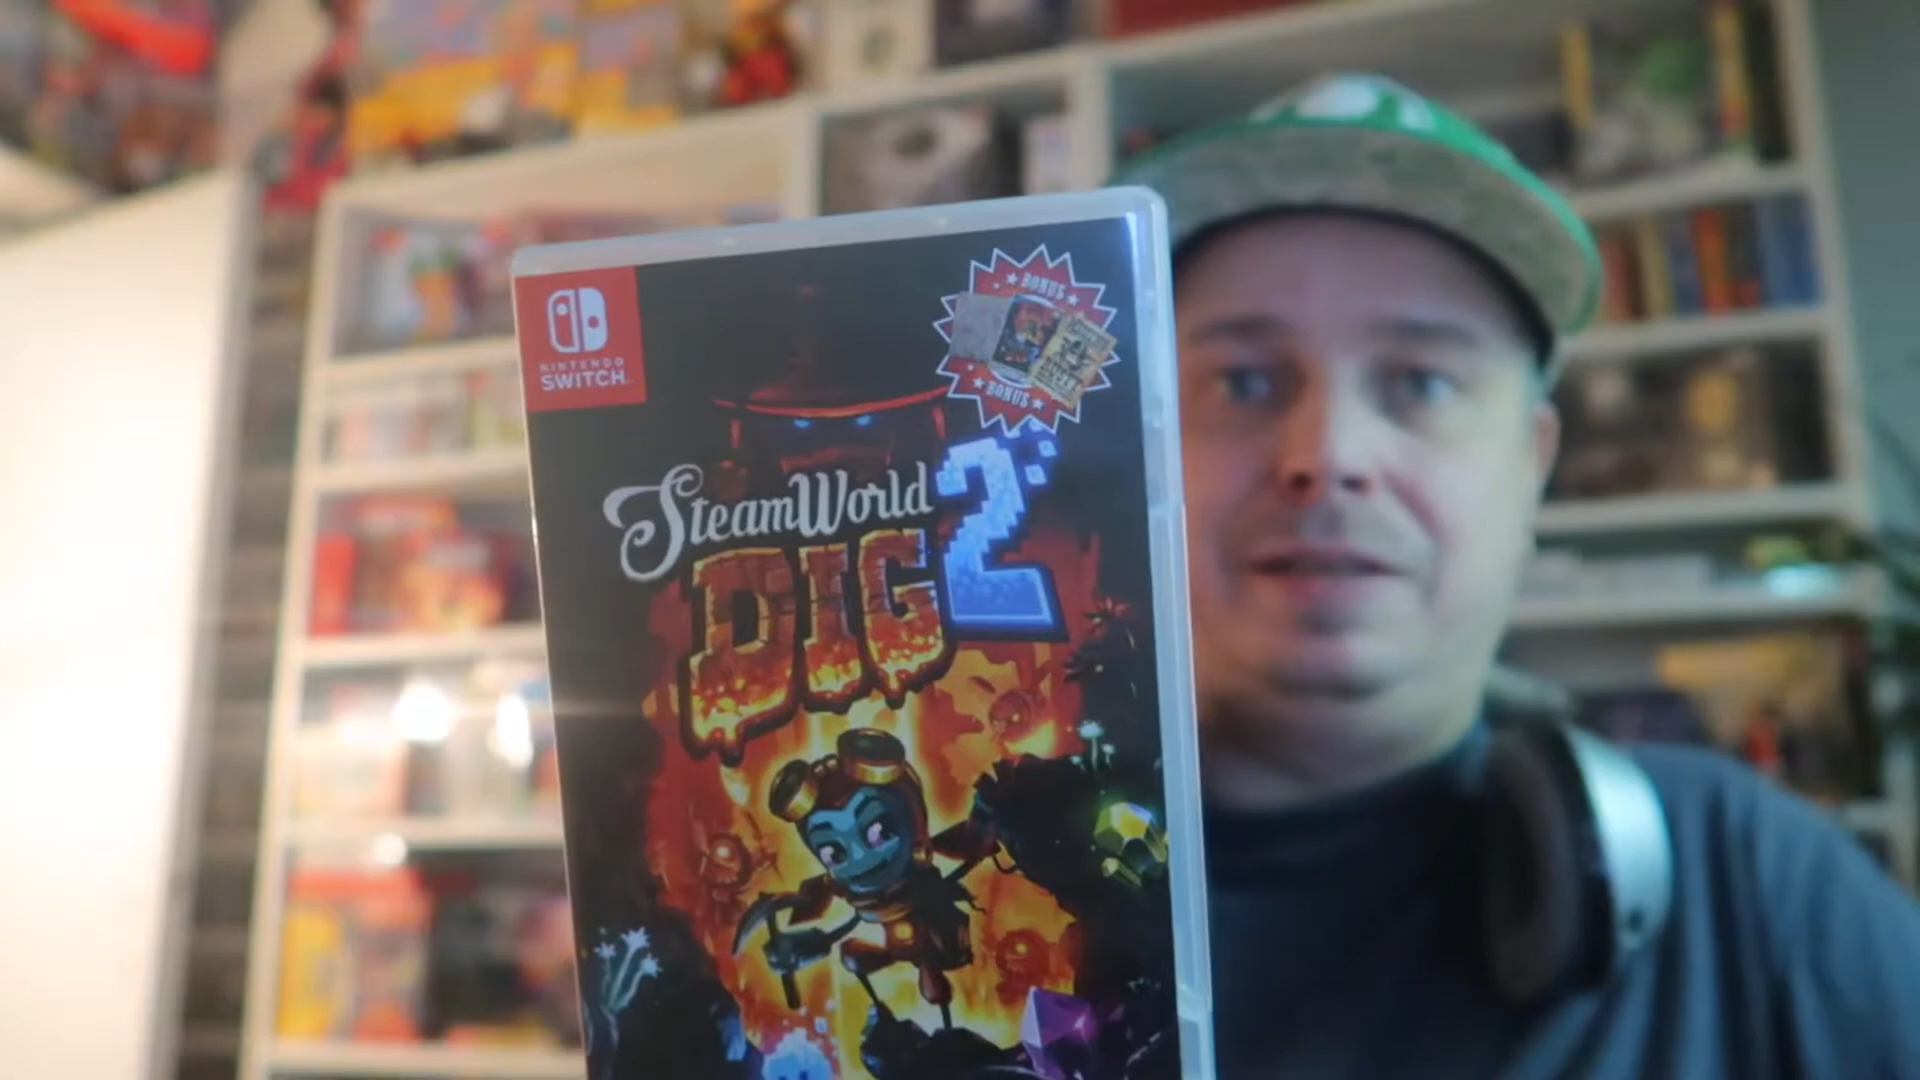 BONUS
NINTENDO
SWITCH
BONUS
SteamWorld
DIG 2